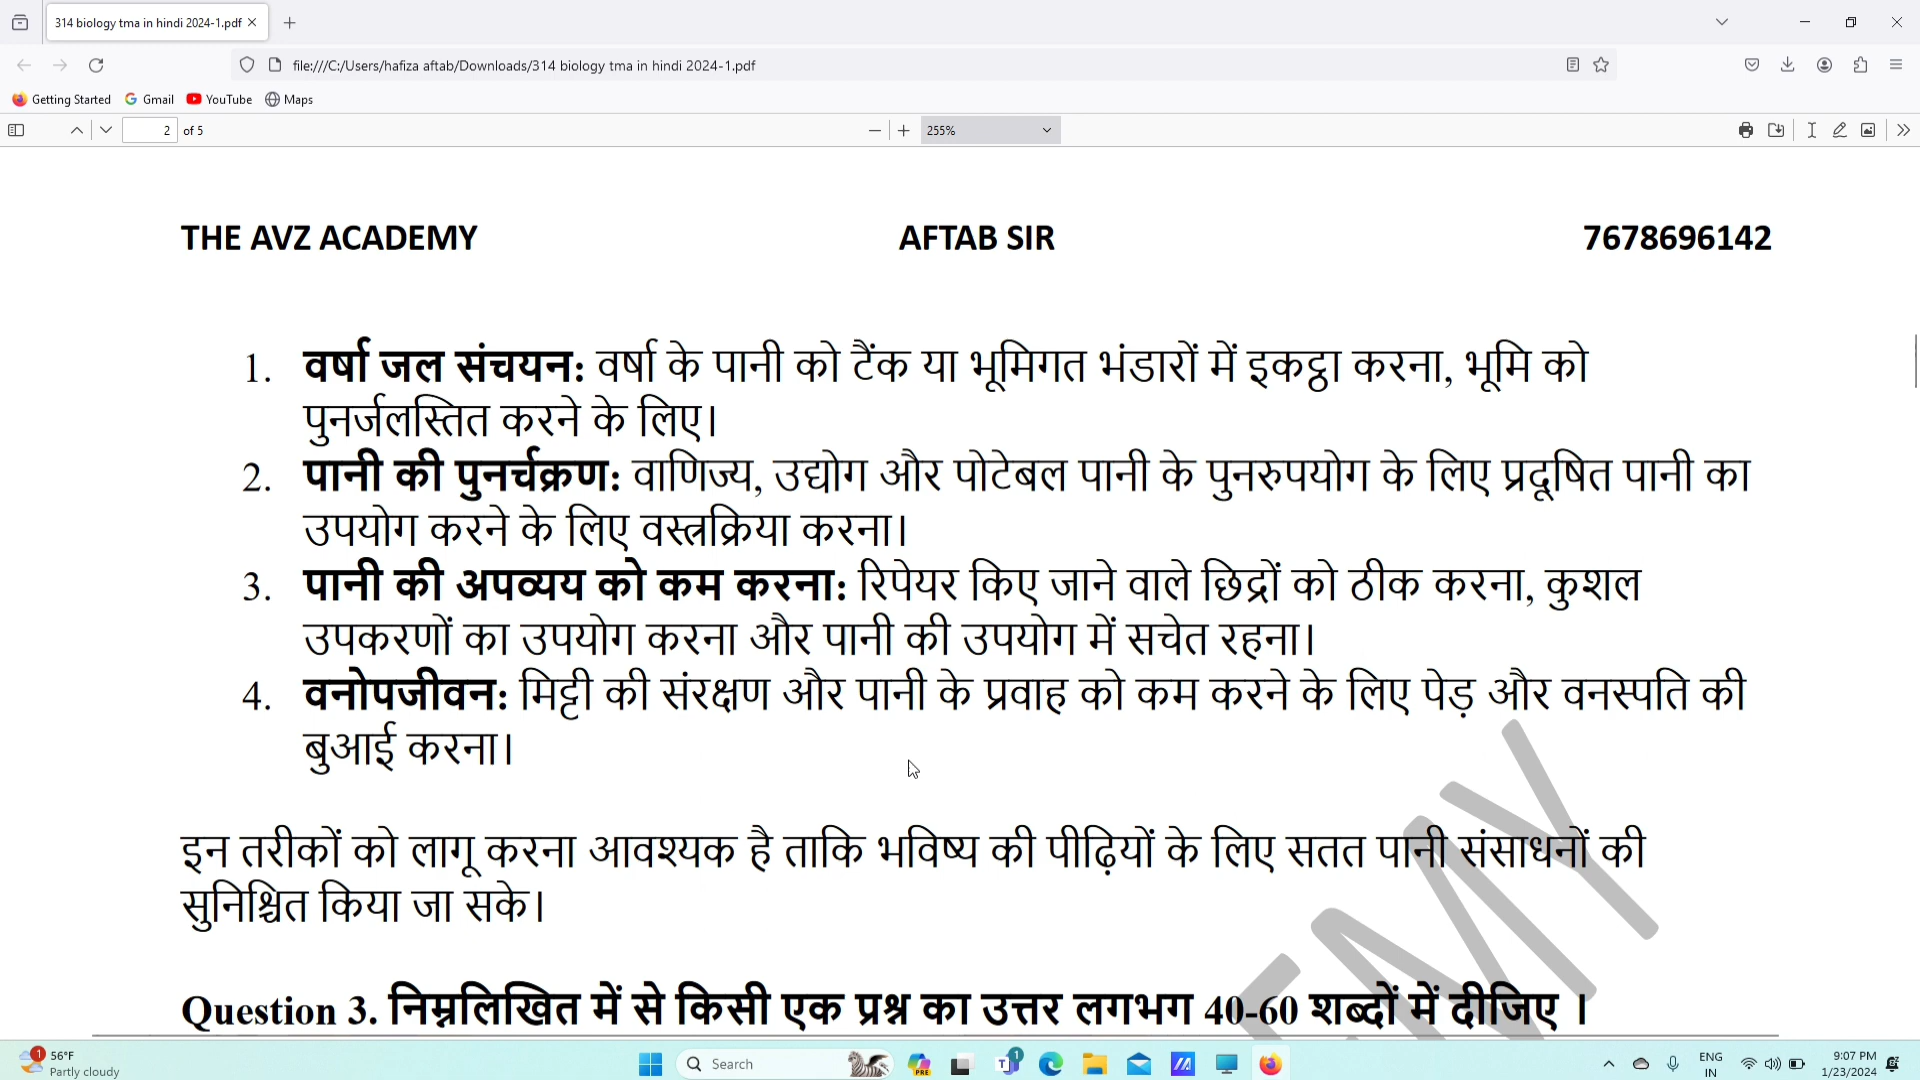 314 biology tma in hindi 2024-1.pdf
file:///C:/Users/hafiza aftab/Downloads/314 biology tma in hindi 2024-1.pdf
Getting Started Gmail YouTube Maps
2 of 5 255%
THE AVZ ACADEMY AFTAB SIR 7678696142
1. वर्षा जल संचयन: वर्षा के पानी को टैंक या भूमिगत भंडारों में इकट्ठा करना, भूमि को
पुनर्जलस्तित करने के लिए।
2. पानी की पुनर्चक्रण: वाणिज्य, उद्योग और पोटेबल पानी के पुनरुपयोग के लिए प्रदूषित पानी का
उपयोग करने के लिए वस्त्रक्रिया करना।
3. पानी की अपव्यय को कम करना: रिपेयर किए जाने वाले छिद्रों को ठीक करना, कुशल
उपकरणों का उपयोग करना और पानी की उपयोग में सचेत रहना।
4. वनोपजीवन: मिट्टी की संरक्षण और पानी के प्रवाह को कम करने के लिए पेड़ और वनस्पति की
बुआई करना।
इन तरीकों को लागू करना आवश्यक है ताकि भविष्य की पीढ़ियों के लिए सतत पानी संसाधनों की
सुनिश्चित किया जा सके।
EMY
Question 3. निम्नलिखित में से किसी एक प्रश्न का उत्तर लगभग 40-60 शब्दों में दीजिए ।
1 56°F
Partly cloudy
Search
PRE
1
ENG
IN
9:07 PM
1/23/2024